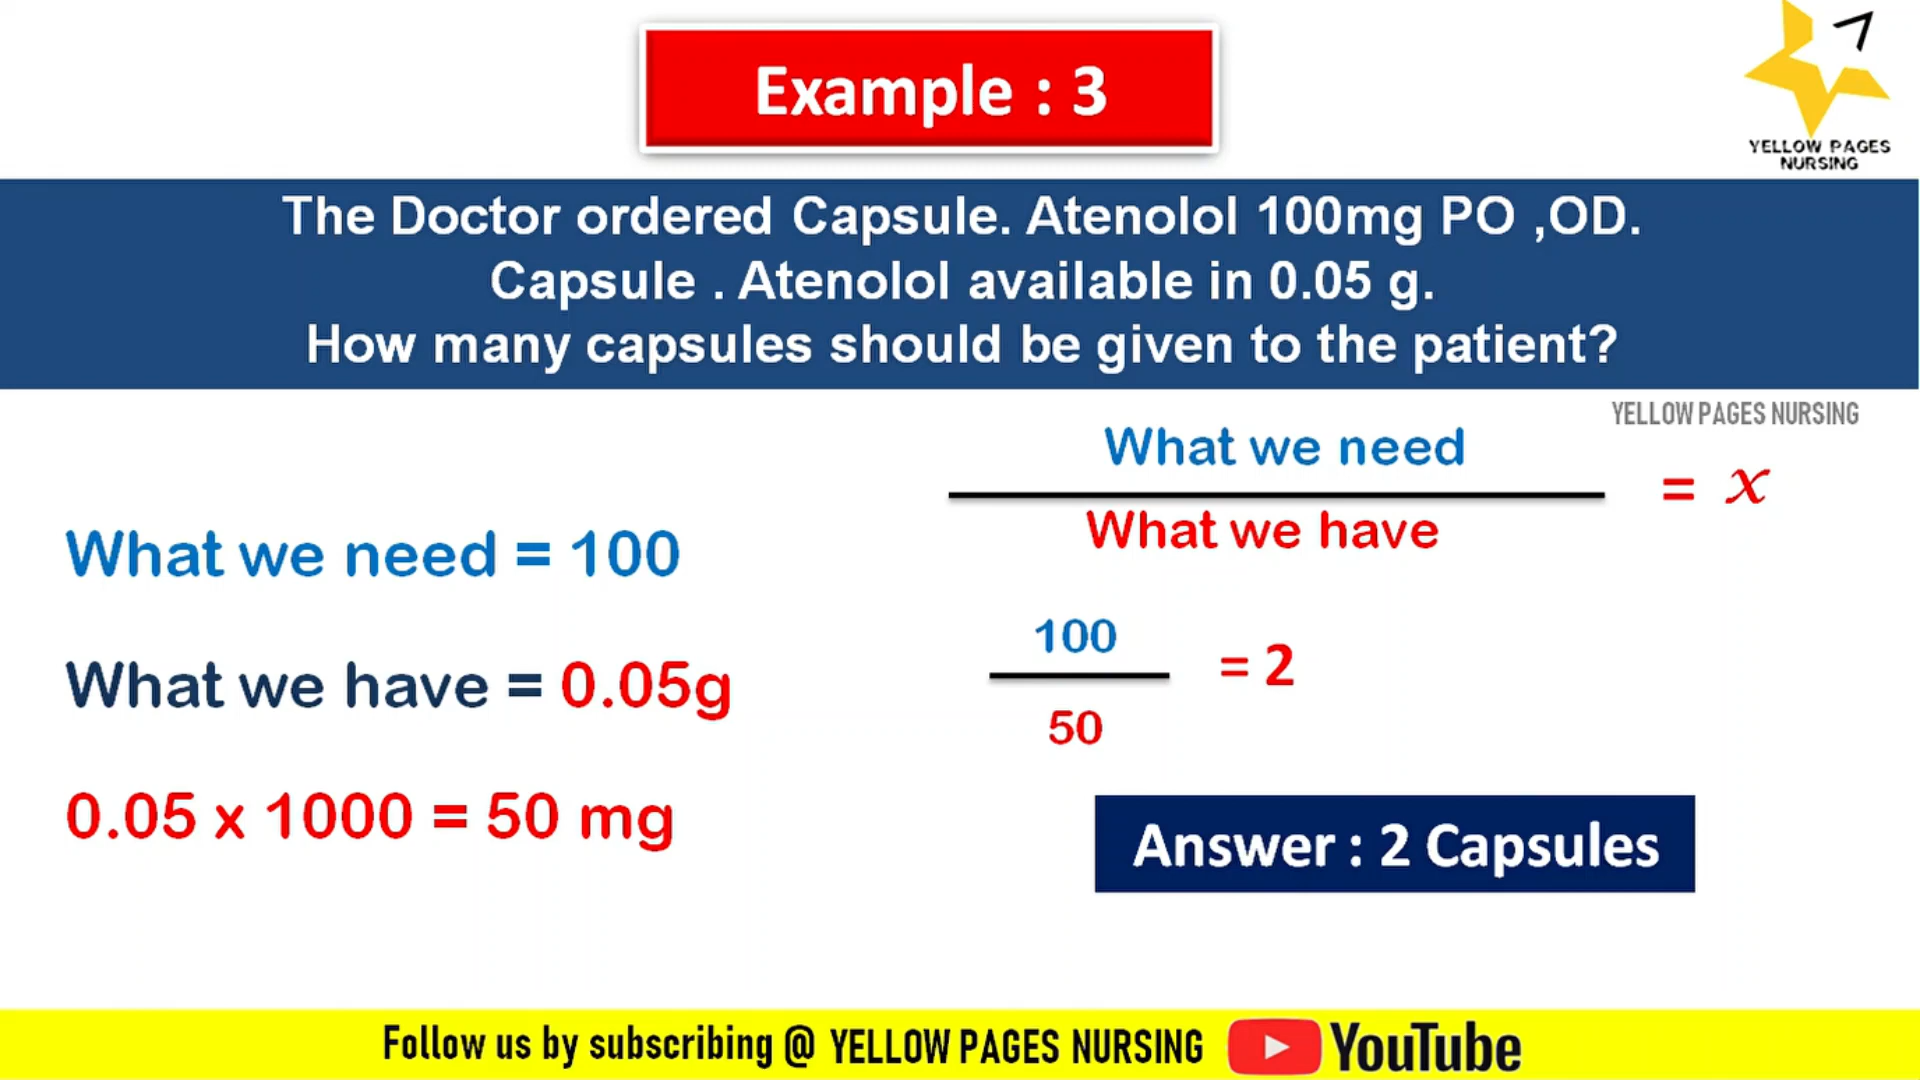 Example : 3
YELLOW PAGES
NURSING
The Doctor ordered Capsule. Atenolol 100mg PO ,OD.
Capsule . Atenolol available in 0.05 g.
How many capsules should be given to the patient?
YELLOW PAGES NURSING
What we need
What we have
= x
What we need = 100
What we have = 0.05g
0.05 x 1000 = 50 mg
100
50
= 2
Answer : 2 Capsules
Follow us by subscribing @ YELLOW PAGES NURSING YouTube